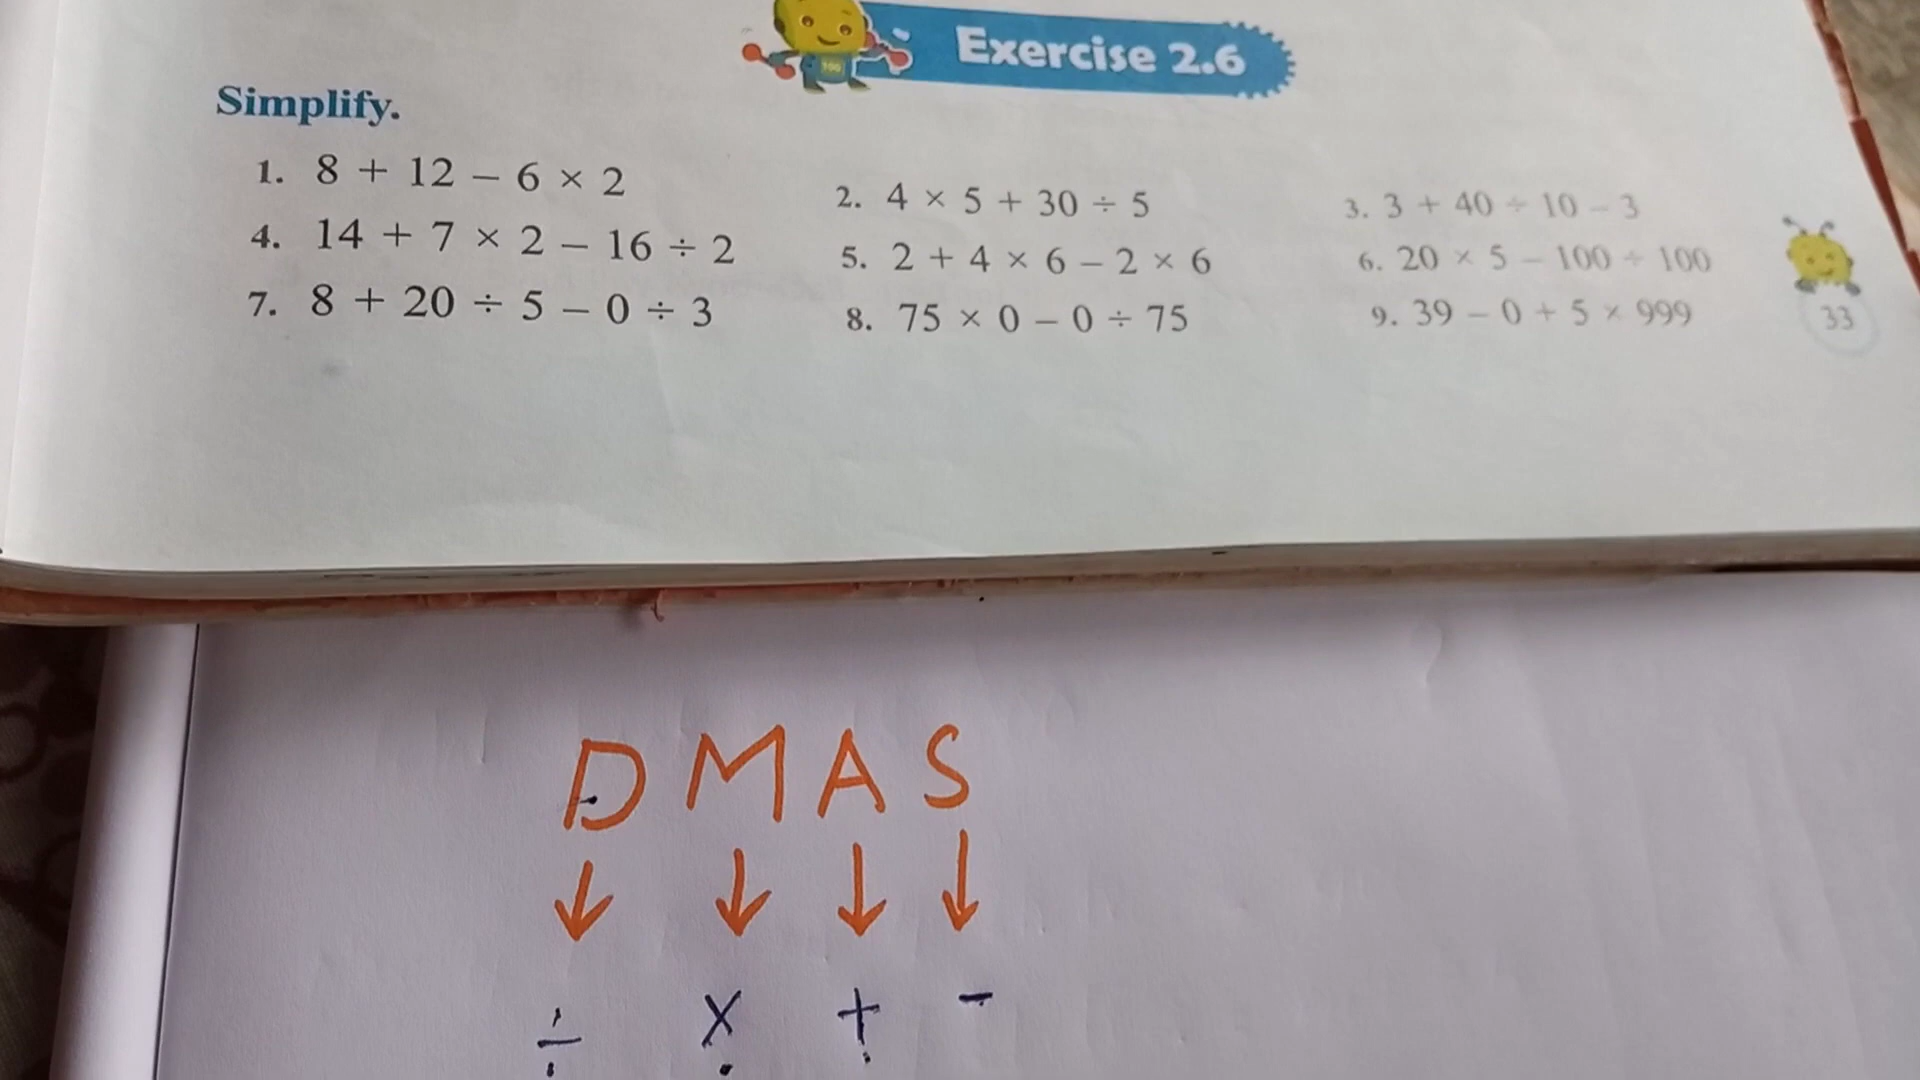 Exercise 2.6
Simplify.
1. 8 + 12 – 6 × 2
2. 4 × 5 + 30 ÷ 5
3. 3 + 40 ÷ 10 – 3
4. 14 + 7 × 2 – 16 ÷ 2
5. 2 + 4 × 6 – 2 × 6
6. 20 × 5 – 100 ÷ 100
7. 8 + 20 ÷ 5 – 0 ÷ 3
8. 75 × 0 – 0 ÷ 75
9. 39 – 0 + 5 × 999
33
D M A S
↓ ↓ ↓ ↓
÷ × + -